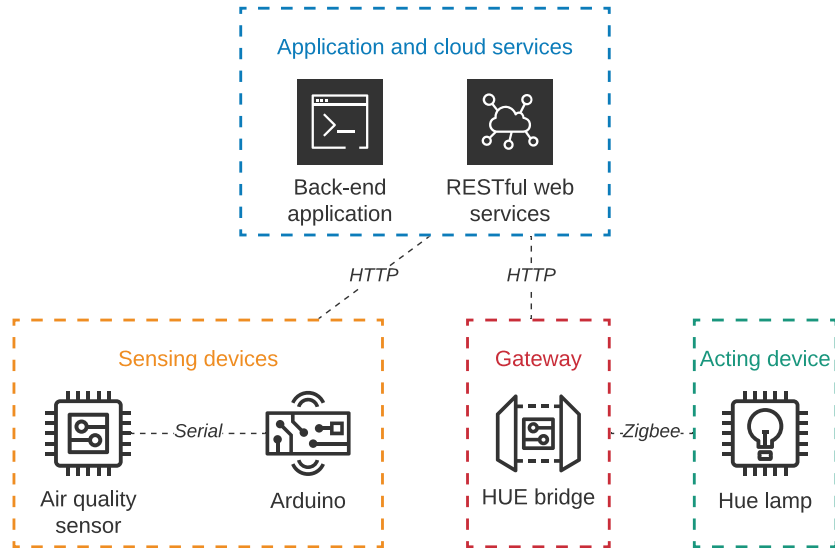 Application and cloud services
Back-end
application
RESTful web
services
HTTP
HTTP
Sensing devices
Air quality
sensor
Serial
Arduino
Gateway
HUE bridge
Zigbee
Acting device
Hue lamp